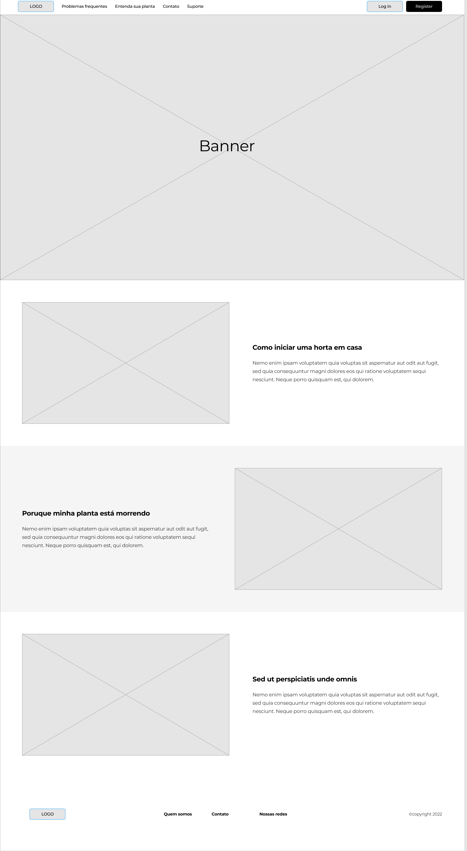 LOGO Problemas frequentes Entenda sua planta Contato Suporte Log In Register
Banner
Como iniciar uma horta em casa
Nemo enim ipsam voluptatem quia voluptas sit aspernatur aut odit aut fugit,
sed quia consequuntur magni dolores eos qui ratione voluptatem sequi
nesciunt. Neque porro quisquam est, qui dolorem.
Poruque minha planta está morrendo
Nemo enim ipsam voluptatem quia voluptas sit aspernatur aut odit aut fugit,
sed quia consequuntur magni dolores eos qui ratione voluptatem sequi
nesciunt. Neque porro quisquam est, qui dolorem.
Sed ut perspiciatis unde omnis
Nemo enim ipsam voluptatem quia voluptas sit aspernatur aut odit aut fugit,
sed quia consequuntur magni dolores eos qui ratione voluptatem sequi
nesciunt. Neque porro quisquam est, qui dolorem.
LOGO Quem somos Contato Nossas redes ©copyright 2022